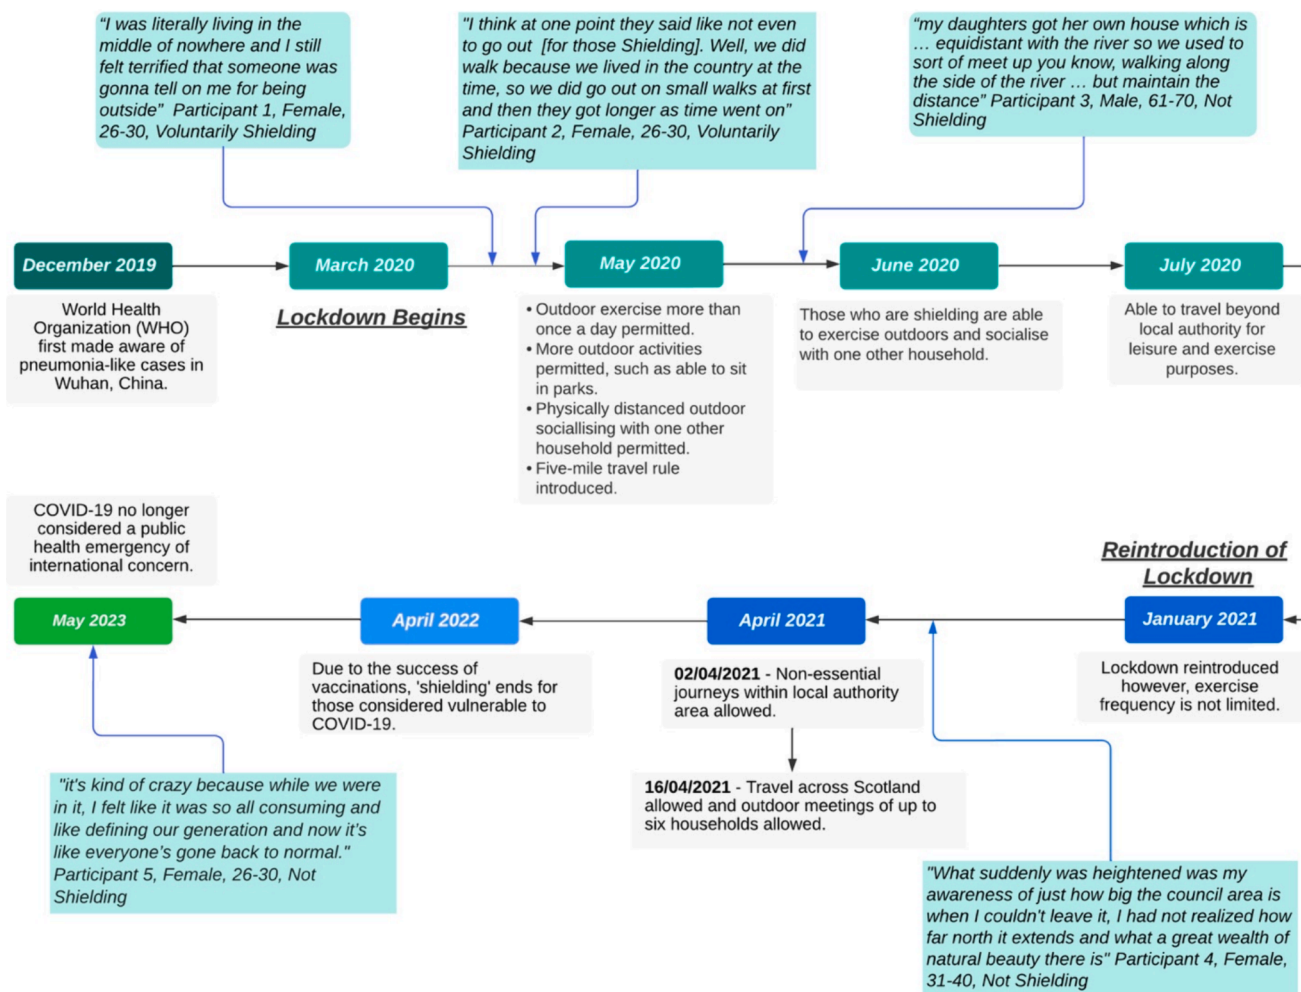 “I was literally living in the
middle of nowhere and I still
felt terrified that someone was
gonna tell on me for being
outside” Participant 1, Female,
26-30, Voluntarily Shielding
"I think at one point they said like not even
to go out [for those Shielding]. Well, we did
walk because we lived in the country at the
time, so we did go out on small walks at first
and then they got longer as time went on”
Participant 2, Female, 26-30, Voluntarily
Shielding
“my daughters got her own house which is
… equidistant with the river so we used to
sort of meet up you know, walking along
the side of the river … but maintain the
distance” Participant 3, Male, 61-70, Not
Shielding
December 2019
March 2020
May 2020
June 2020
July 2020
World Health
Organization (WHO)
first made aware of
pneumonia-like cases in
Wuhan, China.
Lockdown Begins
• Outdoor exercise more than
once a day permitted.
• More outdoor activities
permitted, such as able to sit
in parks.
• Physically distanced outdoor
sociallising with one other
household permitted.
• Five-mile travel rule
introduced.
Those who are shielding are able
to exercise outdoors and socialise
with one other household.
Able to travel beyond
local authority for
leisure and exercise
purposes.
Reintroduction of
Lockdown
January 2021
Lockdown reintroduced
however, exercise
frequency is not limited.
April 2021
02/04/2021 - Non-essential
journeys within local authority
area allowed.
16/04/2021 - Travel across Scotland
allowed and outdoor meetings of up to
six households allowed.
April 2022
Due to the success of
vaccinations, 'shielding' ends for
those considered vulnerable to
COVID-19.
COVID-19 no longer
considered a public
health emergency of
international concern.
May 2023
"it's kind of crazy because while we were
in it, I felt like it was so all consuming and
like defining our generation and now it’s
like everyone’s gone back to normal."
Participant 5, Female, 26-30, Not
Shielding
"What suddenly was heightened was my
awareness of just how big the council area is
when I couldn't leave it, I had not realized how
far north it extends and what a great wealth of
natural beauty there is" Participant 4, Female,
31-40, Not Shielding